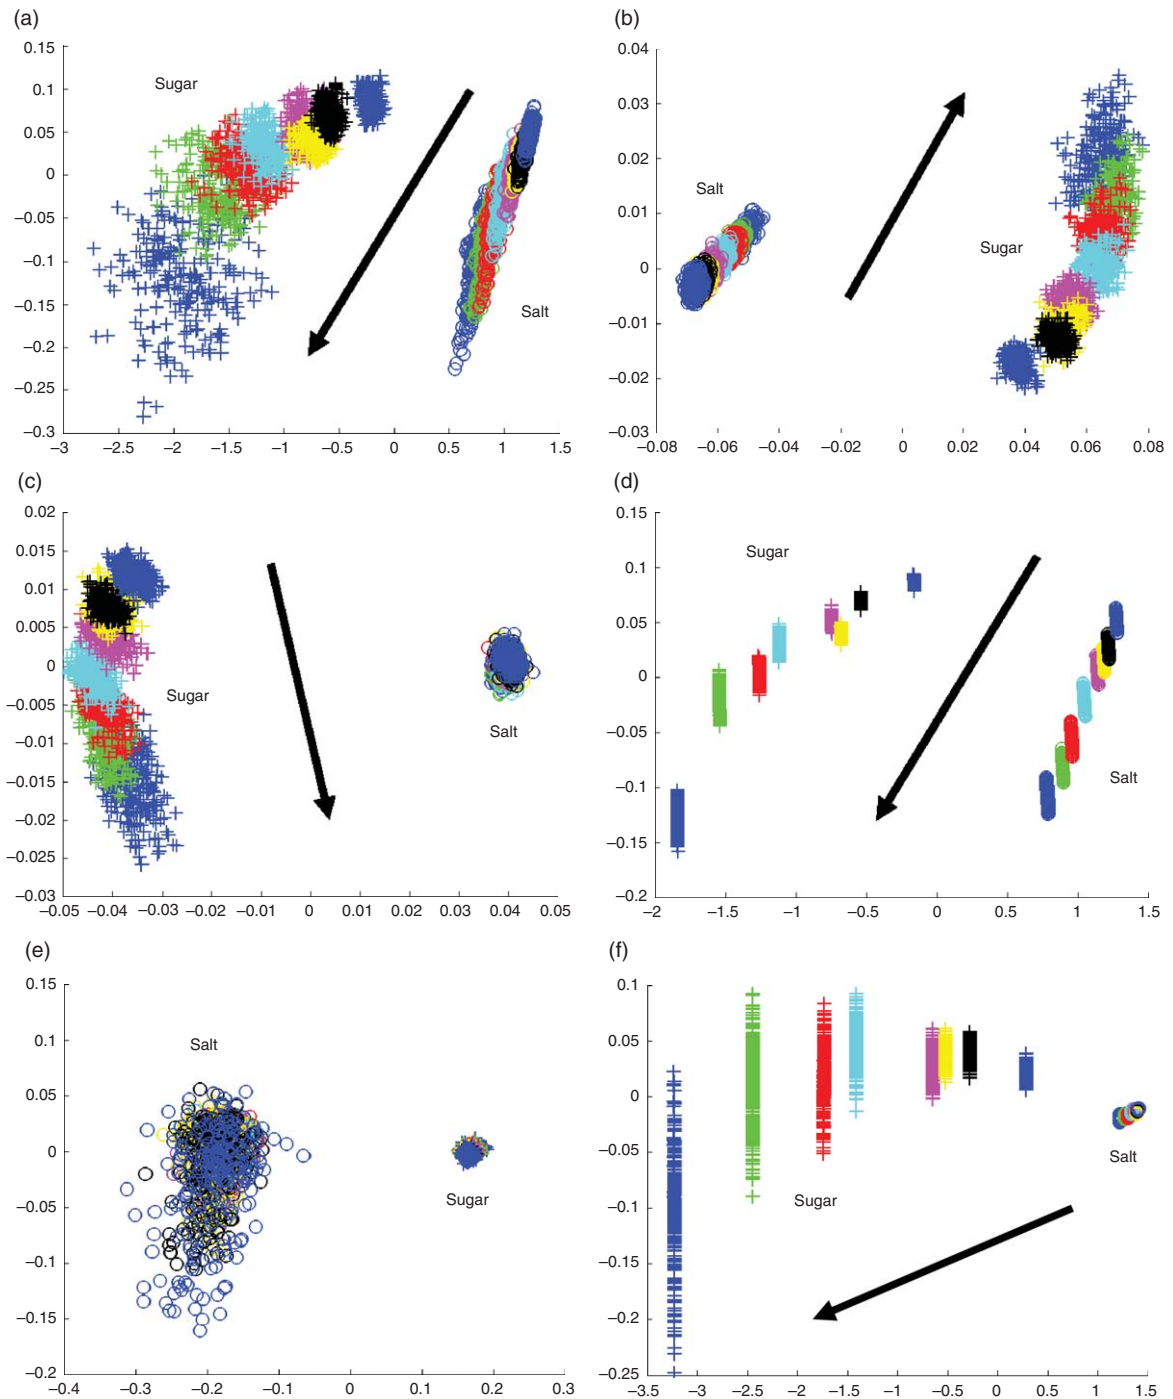 (a)
0.15
0.1
0.05
0
–0.05
–0.1
–0.15
–0.2
–0.25
–0.3
–3 –2.5 –2 –1.5 –1 –0.5 0 0.5 1 1.5
Sugar
Salt
(b)
0.04
0.03
0.02
0.01
0
–0.01
–0.02
–0.03
–0.08 –0.06 –0.04 –0.02 0 0.02 0.04 0.06 0.08
Salt
Sugar
(c)
0.02
0.015
0.01
0.005
0
–0.005
–0.01
–0.015
–0.02
–0.025
–0.03
–0.05 –0.04 –0.03 –0.02 –0.01 0 0.01 0.02 0.03 0.04 0.05
Sugar
Salt
(d)
0.15
0.1
0.05
0
–0.05
–0.1
–0.15
–0.2
–2 –1.5 –1 –0.5 0 0.5 1 1.5
Sugar
Salt
(e)
0.15
0.1
0.05
0
–0.05
–0.1
–0.15
–0.2
–0.4 –0.3 –0.2 –0.1 0 0.1 0.2 0.3
Salt
Sugar
(f)
0.1
0.05
0
–0.05
–0.1
–0.15
–0.2
–0.25
–3.5 –3 –2.5 –2 –1.5 –1 –0.5 0 0.5 1 1.5
Salt
Sugar